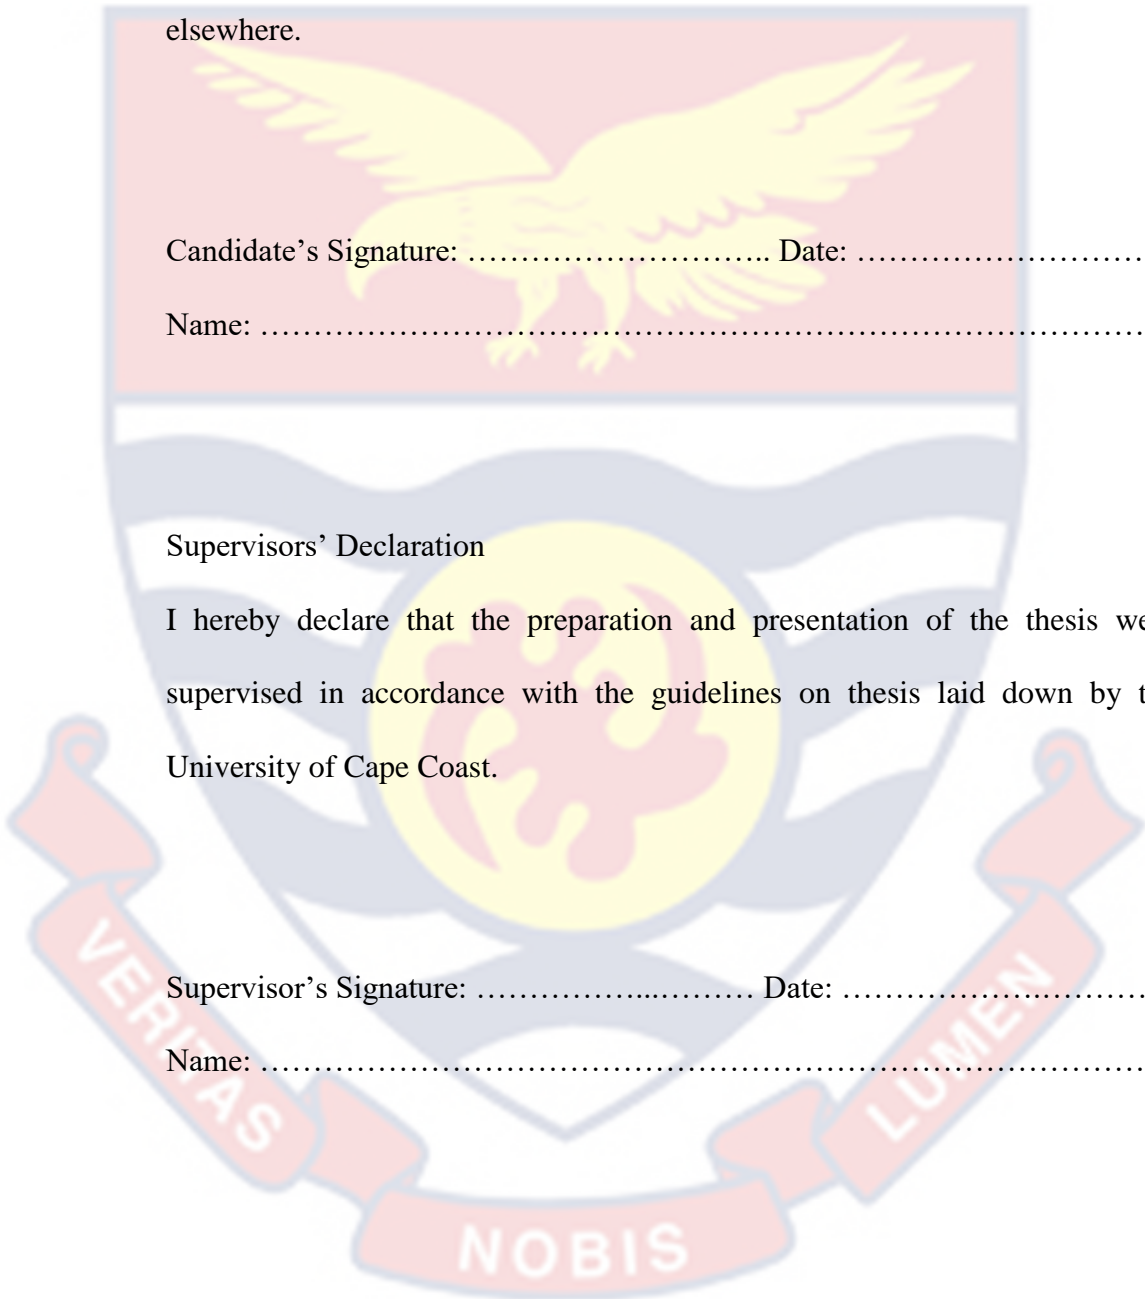 elsewhere.
Candidate’s Signature: ……………………….. Date: ………………………
Name: …………………………………………………………………………
Supervisors’ Declaration
I hereby declare that the preparation and presentation of the thesis we
supervised in accordance with the guidelines on thesis laid down by t
University of Cape Coast.
Supervisor’s Signature: ……………...……… Date: ……………….………
Name: …………………………………………………………………………
VERITAS
NOBIS
LUMEN